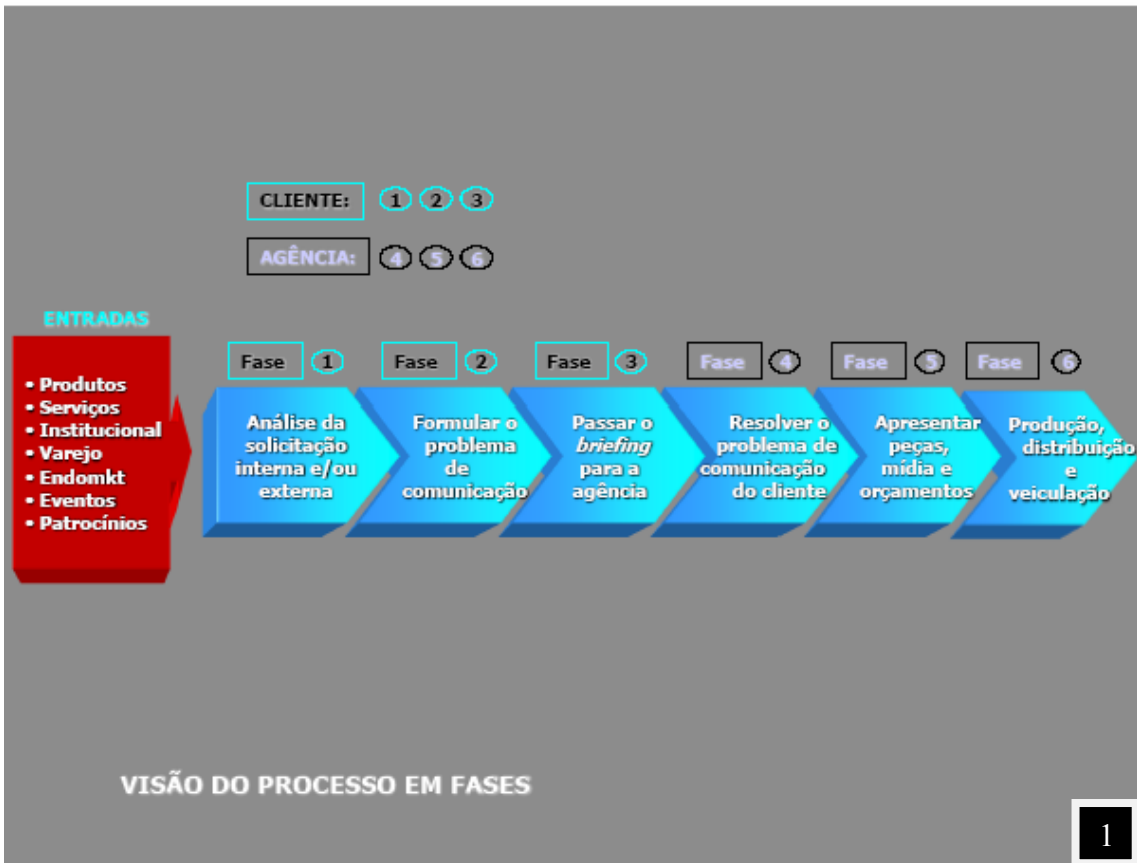 CLIENTE: 1 2 3
AGÊNCIA: 4 5 6
ENTRADAS
• Produtos
• Serviços
• Institucional
• Varejo
• Endomkt
• Eventos
• Patrocínios
Fase 1
Análise da
solicitação
interna e/ou
externa
Fase 2
Formular o
problema
de
comunicação
Fase 3
Passar o
briefing
para a
agência
Fase 4
Resolver o
problema de
comunicação
do cliente
Fase 5
Apresentar
peças,
mídia e
orçamentos
Fase 6
Produção,
distribuição
e
veiculação
VISÃO DO PROCESSO EM FASES
1